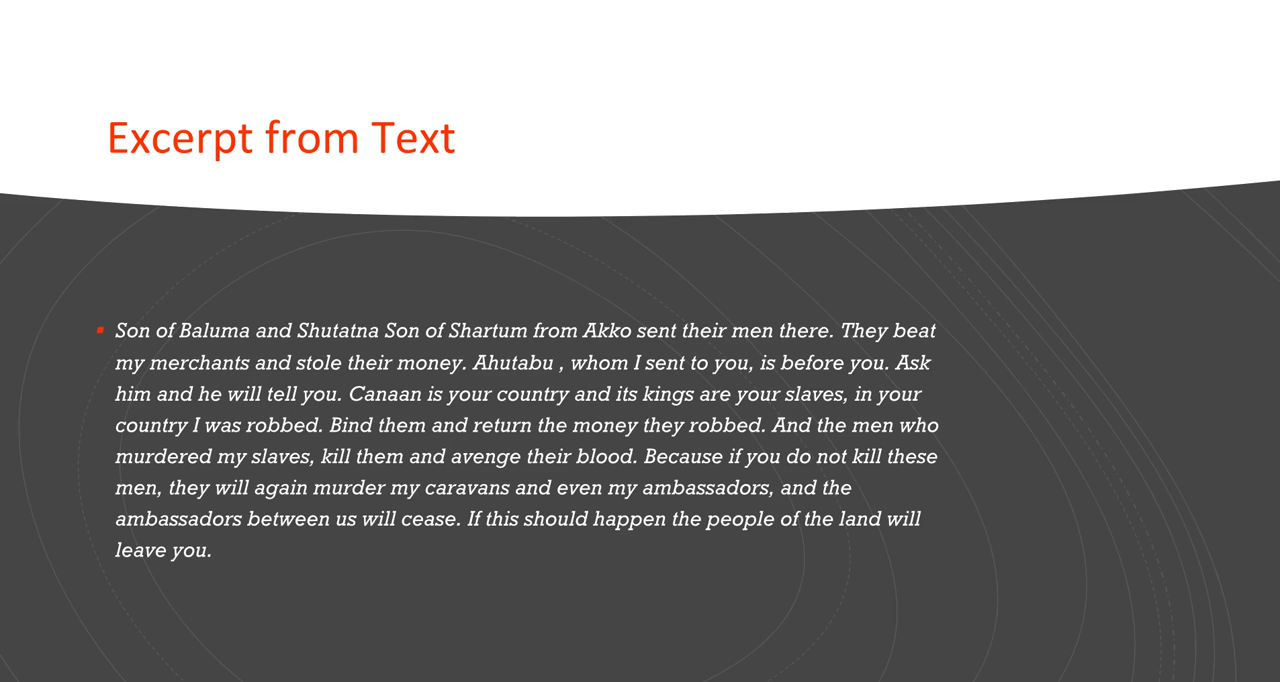 Excerpt from Text
• Son of Baluma and Shutatna Son of Shartum from Akko sent their men there. They beat
my merchants and stole their money. Ahutabu , whom I sent to you, is before you. Ask
him and he will tell you. Canaan is your country and its kings are your slaves, in your
country I was robbed. Bind them and return the money they robbed. And the men who
murdered my slaves, kill them and avenge their blood. Because if you do not kill these
men, they will again murder my caravans and even my ambassadors, and the
ambassadors between us will cease. If this should happen the people of the land will
leave you.